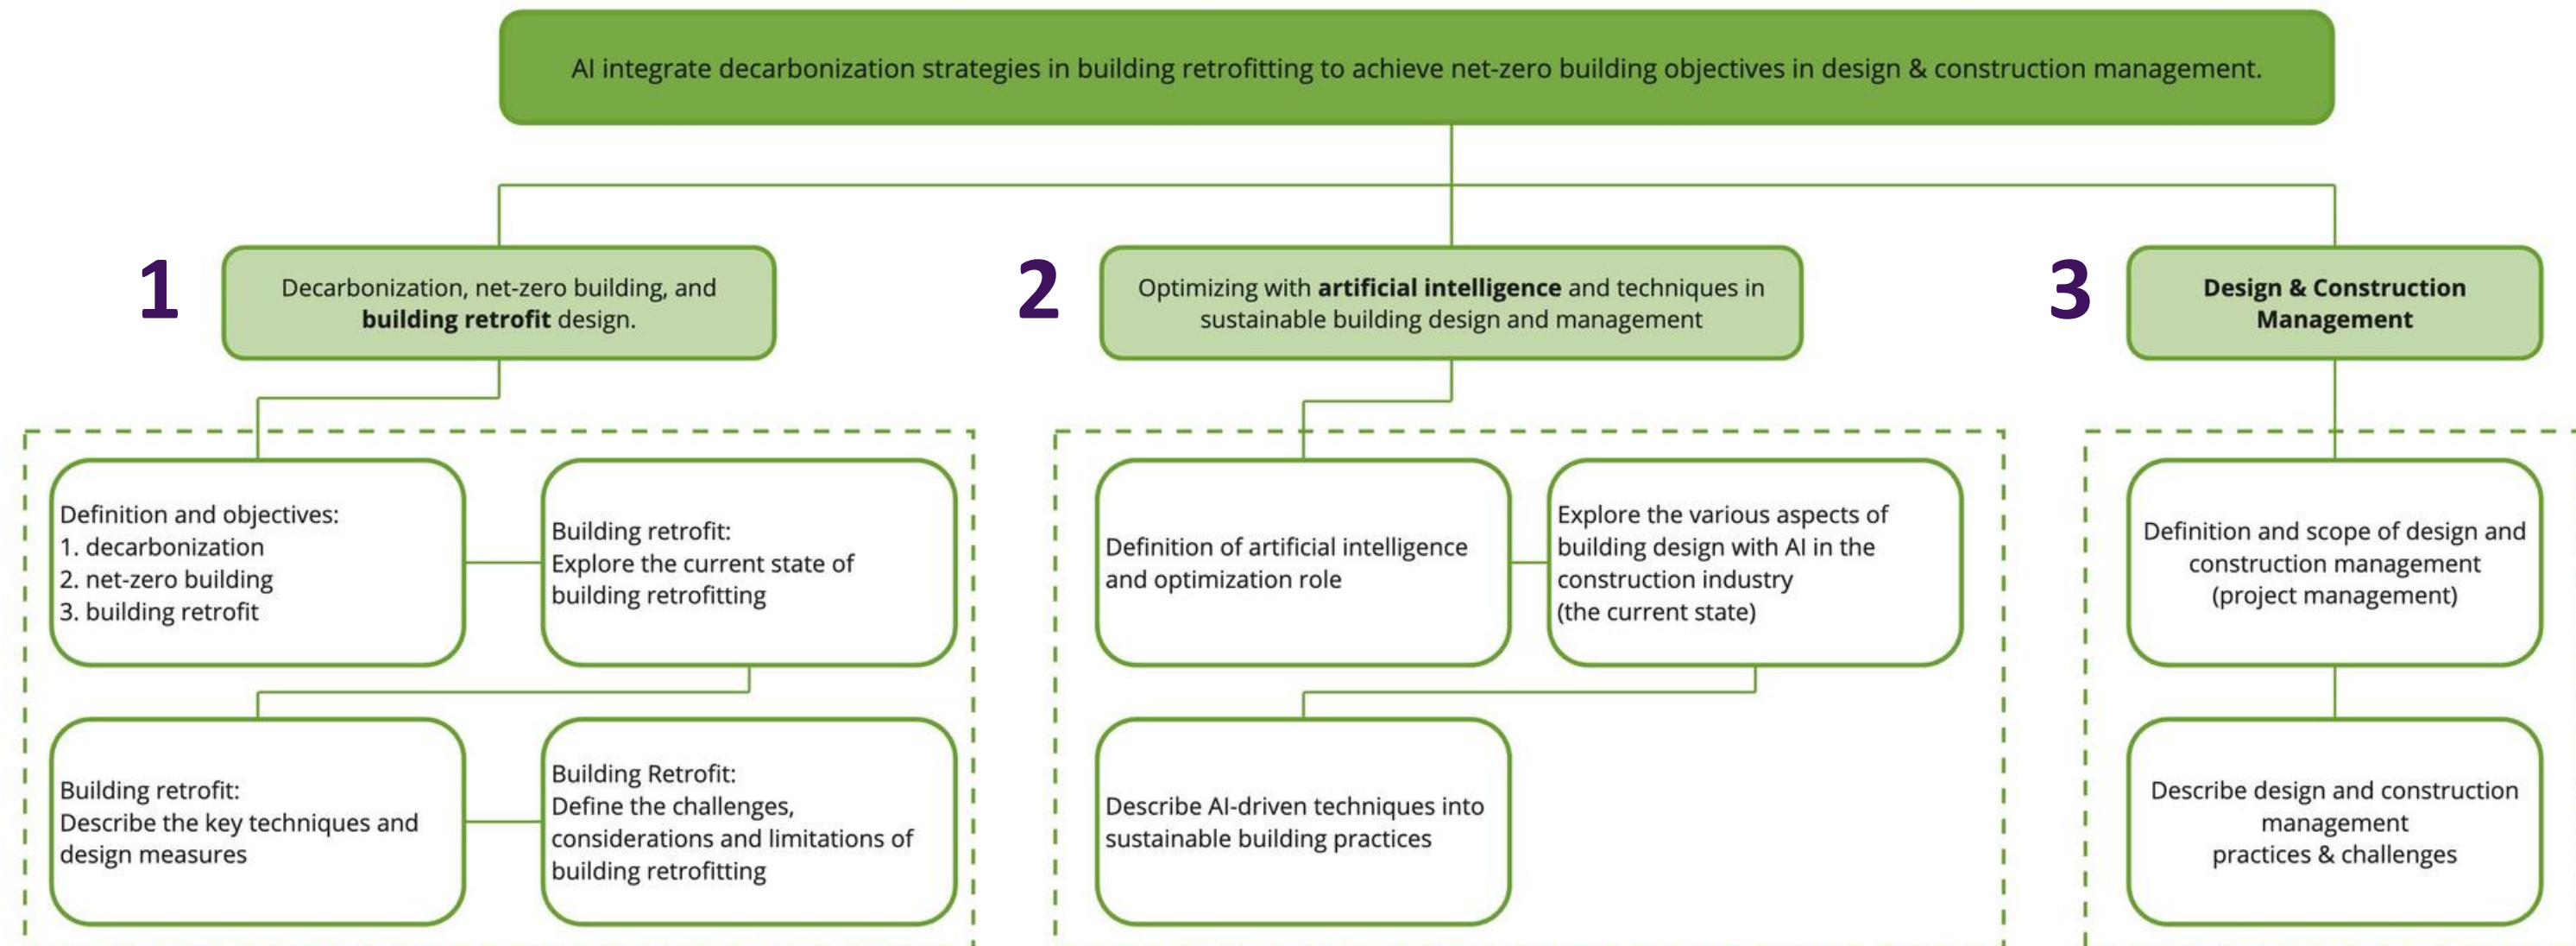 AI integrate decarbonization strategies in building retrofitting to achieve net-zero building objectives in design & construction management.
1
Decarbonization, net-zero building, and
building retrofit design.
2
Optimizing with artificial intelligence and techniques in
sustainable building design and management
3
Design & Construction
Management
Definition and objectives:
1. decarbonization
2. net-zero building
3. building retrofit
Building retrofit:
Explore the current state of
building retrofitting
Building retrofit:
Describe the key techniques and
design measures
Building Retrofit:
Define the challenges,
considerations and limitations of
building retrofitting
Definition of artificial intelligence
and optimization role
Explore the various aspects of
building design with AI in the
construction industry
(the current state)
Describe AI-driven techniques into
sustainable building practices
Definition and scope of design and
construction management
(project management)
Describe design and construction
management
practices & challenges